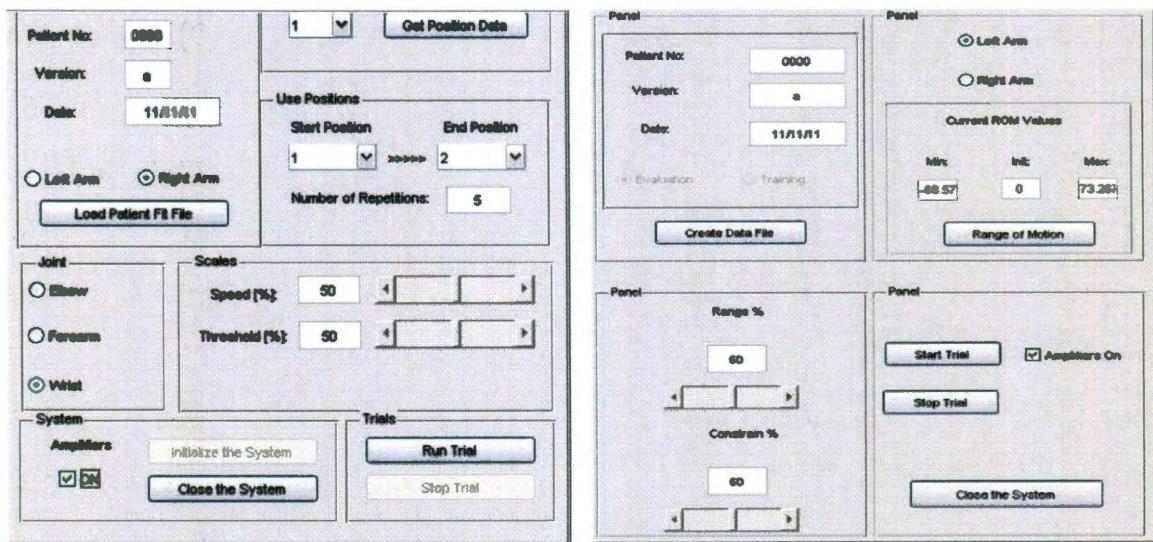 Patient No:
0000
Version:
a
Date:
11/11/11
Left Arm
Right Arm
Load Patient Fit File
1
Get Position Data
Use Positions
Start Position
End Position
1
>>>>>
2
Number of Repetitions:
5
Joint
Elbow
Forearm
Wrist
Scales
Speed [%]:
50
Threshold [%]:
50
System
Amplifiers
ON
Initialize the System
Close the System
Trials
Run Trial
Stop Trial
Panel
Patient No:
0000
Version:
a
Date:
11/11/11
Evaluation
Training
Create Data File
Panel
Left Arm
Right Arm
Current ROM Values
Min:
Init:
Max:
-68.57
0
73.287
Range of Motion
Panel
Range %
60
Constrain %
60
Panel
Start Trial
Amplifiers On
Stop Trial
Close the System